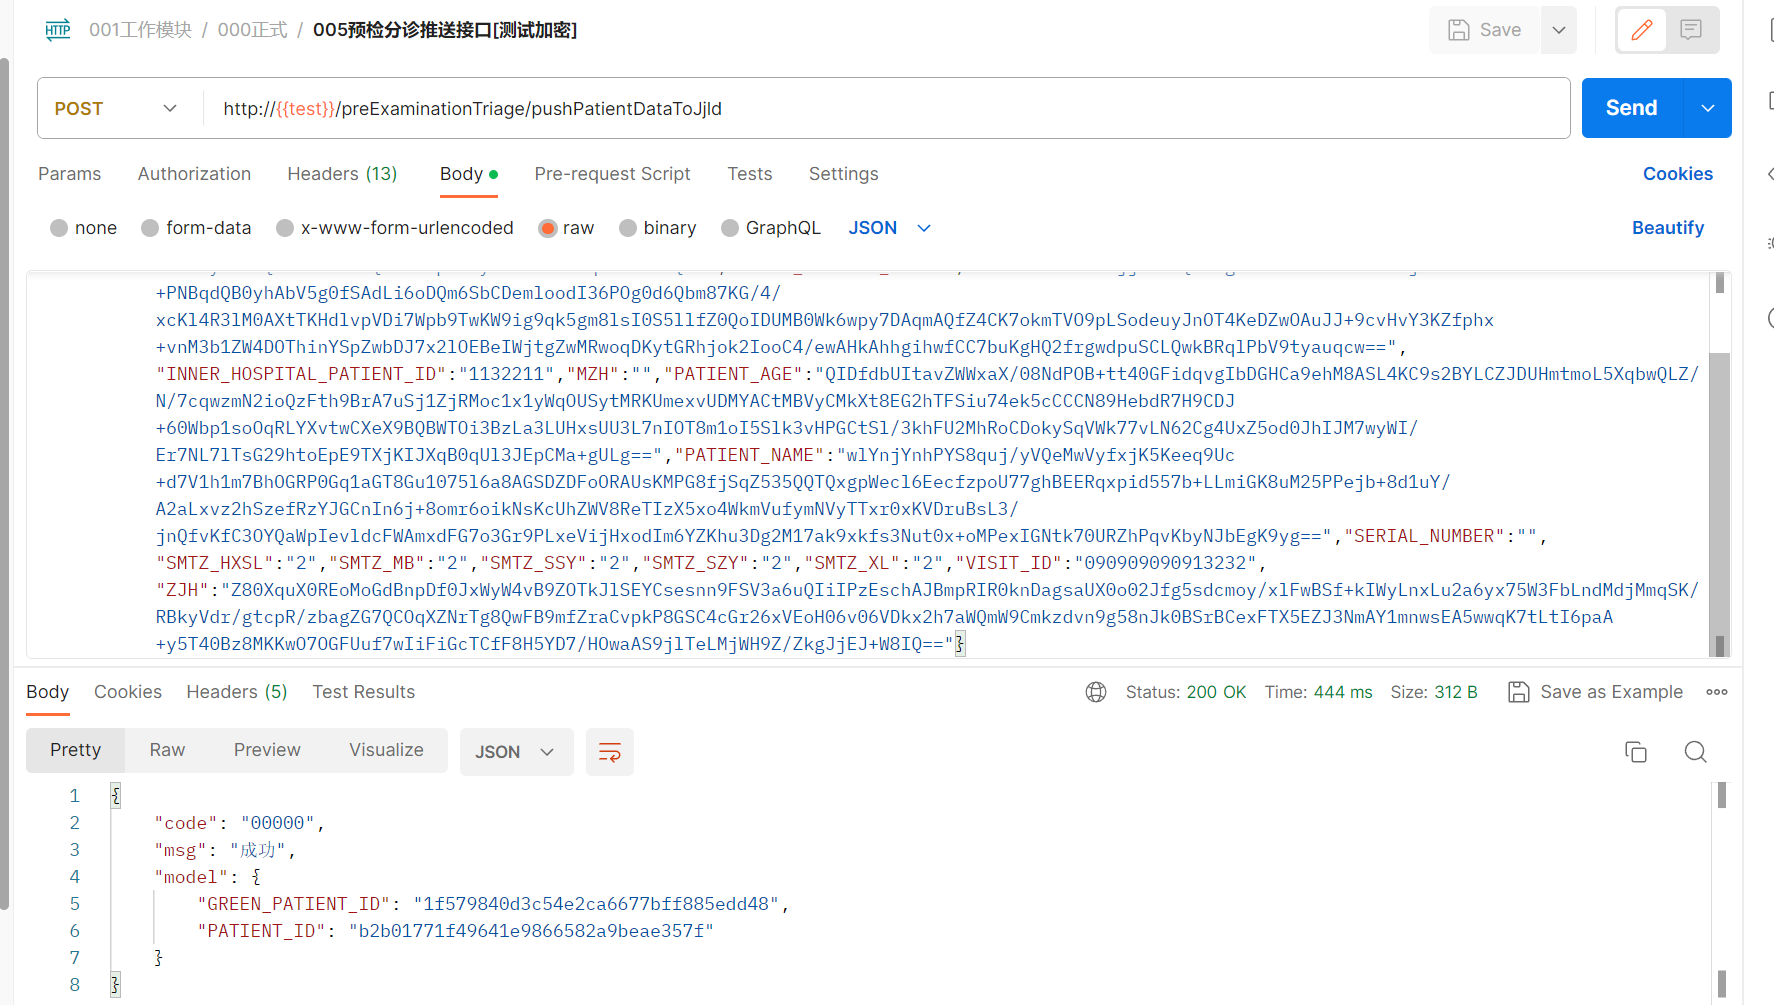 HTTP 001工作模块 / 000正式 / 005预检分诊推送接口[测试加密] Save
POST http://{{test}}/preExaminationTriage/pushPatientDataToJjld Send
Params Authorization Headers (13) Body Pre-request Script Tests Settings Cookies
none form-data x-www-form-urlencoded raw binary GraphQL JSON Beautify
+PNBqdQB0yhAbV5g0fSAdLi6oDQm6SbCDemloodI36POg0d6Qbm87KG/4/
xcKl4R3lM0AXtTKHdlvpVDi7Wpb9TwKW9ig9qk5gm8lsI0S5llfZ0QoIDUMB0Wk6wpy7DAqmAQfZ4CK7okmTVO9pLSodeuyJnOT4KeDZwOAuJJ+9cvHvY3KZfphx
+vnM3b1ZW4DOThinYSpZwbDJ7x2lOEBeIWjtgZwMRwoqDKytGRhjok2IooC4/ewAHkAhhgihwfCC7buKgHQ2frgwdpuSCLQwkBRqlPbV9tyauqcw==",
"INNER_HOSPITAL_PATIENT_ID":"1132211","MZH":"","PATIENT_AGE":"QIDfdbUItavZWWxaX/08NdPOB+tt40GFidqvgIbDGHCa9ehM8ASL4KC9s2BYLCZJDUHmtmoL5XqbwQLZ/
N/7cqwzmN2ioQzFth9BrA7uSj1ZjRMoc1x1yWqOUSytMRKUmexvUDMYACtMBVyCMkXt8EG2hTFSiu74ek5cCCCN89HebdR7H9CDJ
+60Wbp1soOqRLYXvtwCXeX9BQBWTOi3BzLa3LUHxsUU3L7nIOT8m1oI5Slk3vHPGCtSl/3khFU2MhRoCDokySqVWk77vLN62Cg4UxZ5od0JhIJM7wyWI/
Er7NL7lTsG29htoEpE9TXjKIJXqB0qUl3JEpCMa+gULg==","PATIENT_NAME":"wlYnjYnhPYS8quj/yVQeMwVyfxjK5Keeq9Uc
+d7V1h1m7BhOGRP0Gq1aGT8Gu1075l6a8AGSDZDFoORAUsKMPG8fjSqZ535QQTQxgpWecl6EecfzpoU77ghBEERqxpid557b+LLmiGK8uM25PPejb+8d1uY/
A2aLxvz2hSzefRzYJGCnIn6j+8omr6oikNsKcUhZWV8ReTIzX5xo4WkmVufymNVyTTxr0xKVDruBsL3/
jnQfvKfC3OYQaWpIevldcFWAmxdFG7o3Gr9PLxeVijHxodIm6YZKhu3Dg2M17ak9xkfs3Nut0x+oMPexIGNtk70URZhPqvKbyNJbEgK9yg==","SERIAL_NUMBER":"",
"SMTZ_HXSL":"2","SMTZ_MB":"2","SMTZ_SSY":"2","SMTZ_SZY":"2","SMTZ_XL":"2","VISIT_ID":"090909090913232",
"ZJH":"Z80XquX0REoMoGdBnpDf0JxWyW4vB9ZOTkJlSEYCsesnn9FSV3a6uQIiIPzEschAJBmpRIR0knDagsaUX0o02Jfg5sdcmoy/xlFwBSf+kIWyLnxLu2a6yx75W3FbLndMdjMmqSK/
RBkyVdr/gtcpR/zbagZG7QCOqXZNrTg8QwFB9mfZraCvpkP8GSC4cGr26xVEoH06v06VDkx2h7aWQmW9Cmkzdvn9g58nJk0BSrBCexFTX5EZJ3NmAY1mnwsEA5wwqK7tLtI6paA
+y5T40Bz8MKKwO7OGFUuf7wIiFiGcTCfF8H5YD7/HOwaAS9jlTeLMjWH9Z/ZkgJjEJ+W8IQ=="}
Body Cookies Headers (5) Test Results Status: 200 OK Time: 444 ms Size: 312 B Save as Example
Pretty Raw Preview Visualize JSON
1 {
2 "code": "00000",
3 "msg": "成功",
4 "model": {
5 "GREEN_PATIENT_ID": "1f579840d3c54e2ca6677bff885edd48",
6 "PATIENT_ID": "b2b01771f49641e9866582a9beae357f"
7 }
8 }